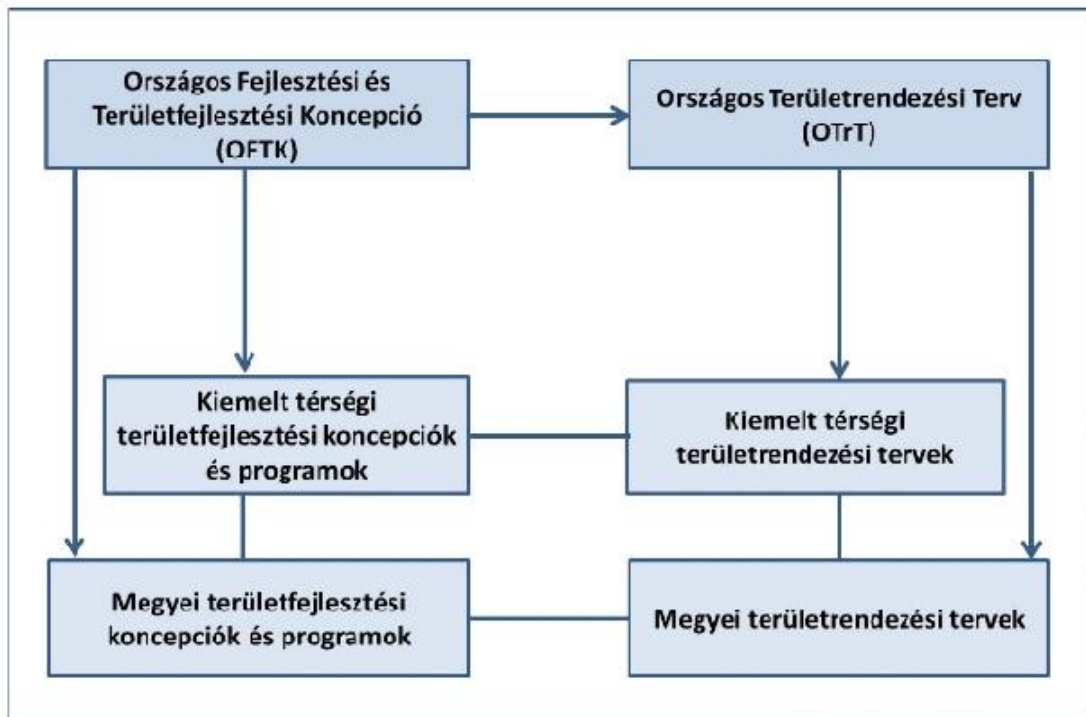 Országos Fejlesztési és
Területfejlesztési Koncepció
(OFTK)
Országos Területrendezési Terv
(OTrT)
Kiemelt térségi
területfejlesztési koncepciók
és programok
Kiemelt térségi
területrendezési tervek
Megyei területfejlesztési
koncepciók és programok
Megyei területrendezési tervek